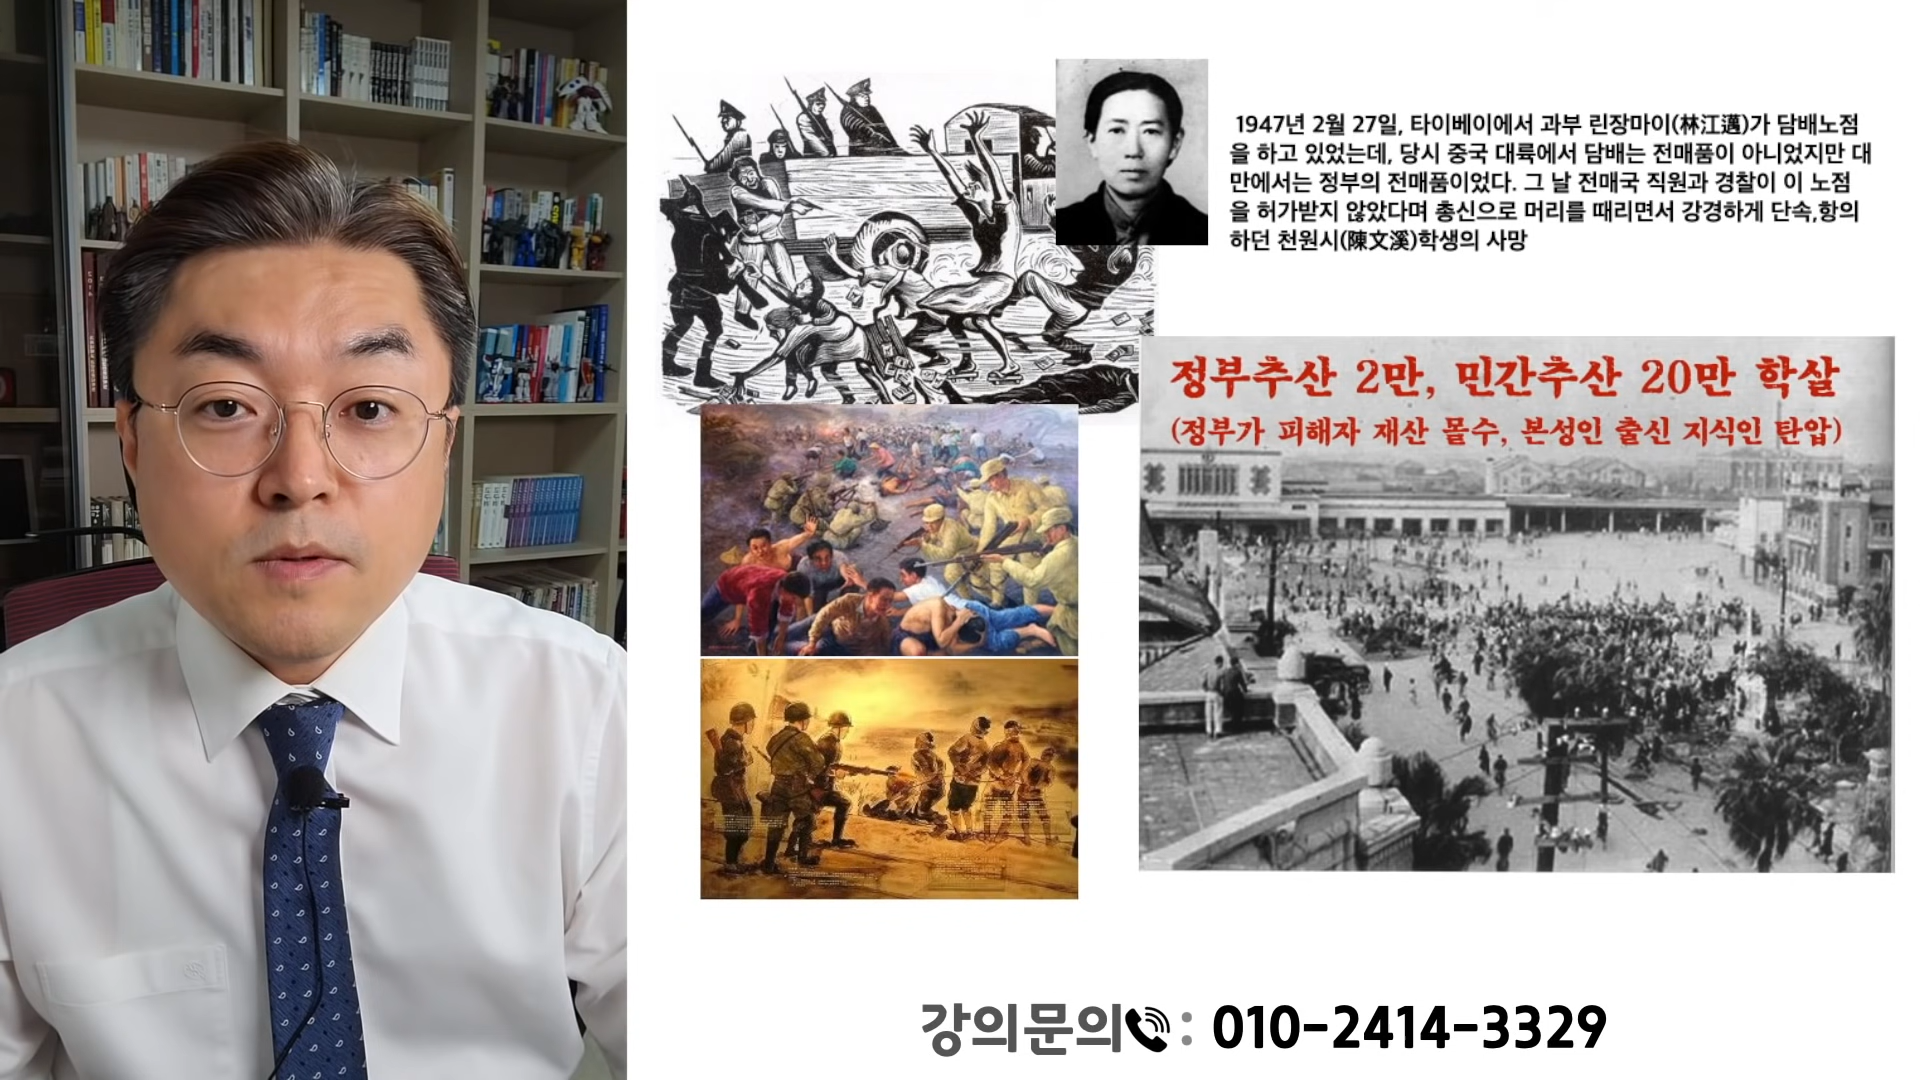 1947년 2월 27일, 타이베이에서 과부 린장마이(林江邁)가 담배노점
을 하고 있었는데, 당시 중국 대륙에서 담배는 전매품이 아니었지만 대
만에서는 정부의 전매품이었다. 그 날 전매국 직원과 경찰이 이 노점
을 허가받지 않았다며 총신으로 머리를 때리면서 강경하게 단속,항의
하던 천원시(陳文溪)학생의 사망
정부추산 2만, 민간추산 20만 학살
(정부가 피해자 재산 몰수, 본성인 출신 지식인 탄압)
강의문의 : 010-2414-3329